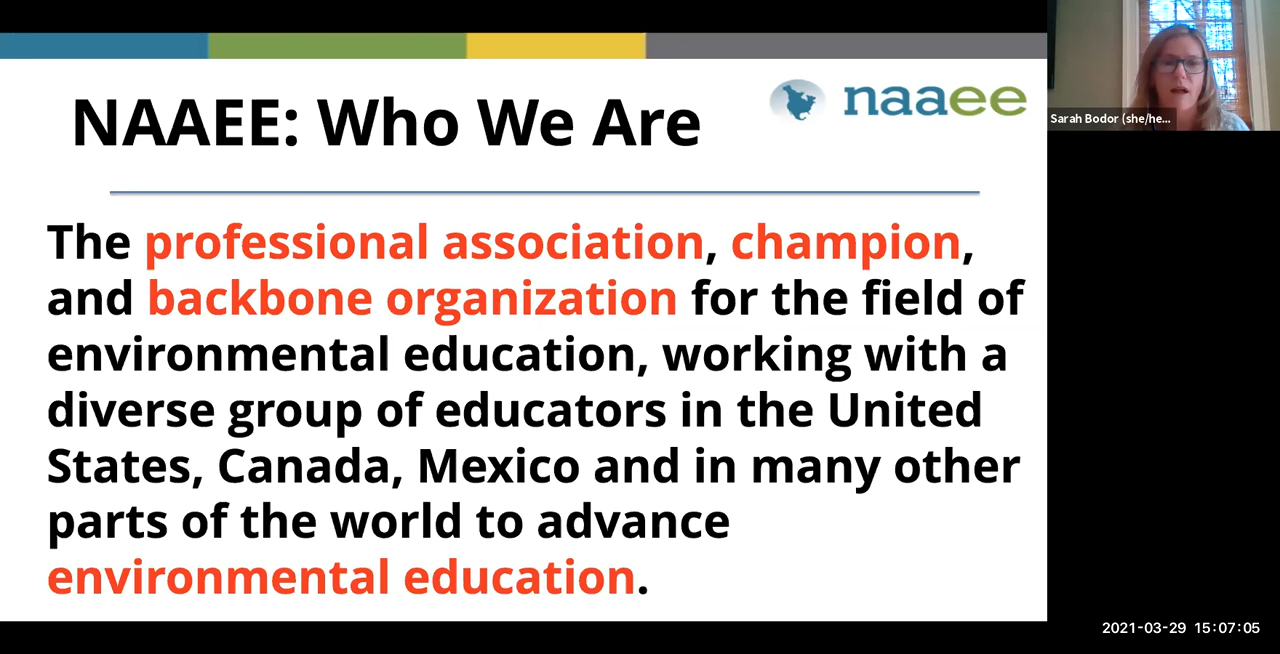 NAAEE: Who We Are
naaee
Sarah Bodor (she/he...
The professional association, champion,
and backbone organization for the field of
environmental education, working with a
diverse group of educators in the United
States, Canada, Mexico and in many other
parts of the world to advance
environmental education.
2021-03-29 15:07:05